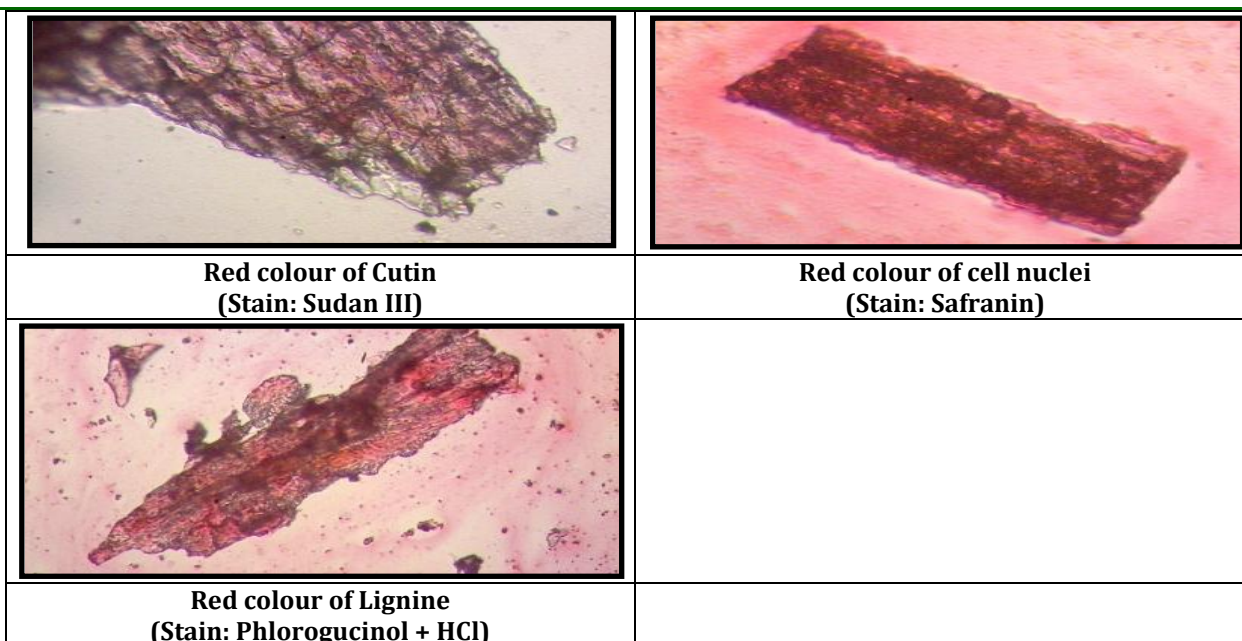 Red colour of Cutin
(Stain: Sudan III)
Red colour of cell nuclei
(Stain: Safranin)
Red colour of Lignine
(Stain: Phlorogucinol + HCl)